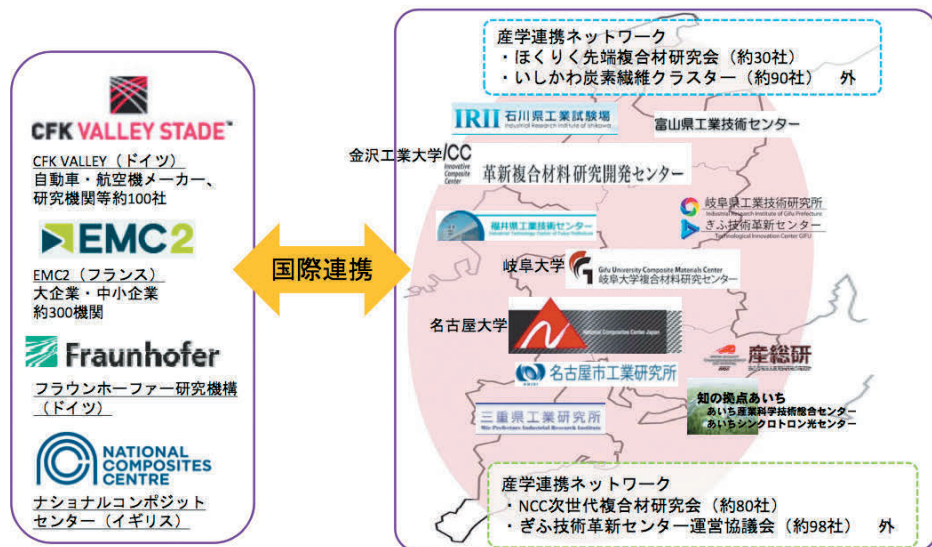 CFK VALLEY STADE™
CFK VALLEY（ドイツ）
自動車・航空機メーカー、
研究機関等約100社
EMC2
EMC2（フランス）
大企業・中小企業
約300機関
Fraunhofer
フラウンホーファー研究機構
（ドイツ）
NATIONAL
COMPOSITES
CENTRE
ナショナルコンポジット
センター（イギリス）
国際連携
産学連携ネットワーク
・ほくりく先端複合材研究会（約30社）
・いしかわ炭素繊維クラスター（約90社）　外
IRII 石川県工業試験場
Industrial Research Institute of Ishikawa
富山県工業技術センター
金沢工業大学
ICC
Innovative
Composite
Center
革新複合材料研究開発センター
福井県工業技術センター
Industrial Technology Center of Fukui Prefecture
岐阜県工業技術研究所
Industrial Research Institute of Gifu Prefecture
ぎふ技術革新センター
Technological Innovation Center GIFU
岐阜大学
Gifu University Composite Materials Center
岐阜大学複合材料研究センター
名古屋大学
National Composites Center Japan
産総研
名古屋市工業研究所
三重県工業研究所
Mie Prefecture Industrial Research Institute
知の拠点あいち
あいち産業科学技術総合センター
あいちシンクロトロン光センター
産学連携ネットワーク
・NCC次世代複合材研究会（約80社）
・ぎふ技術革新センター運営協議会（約98社）　外